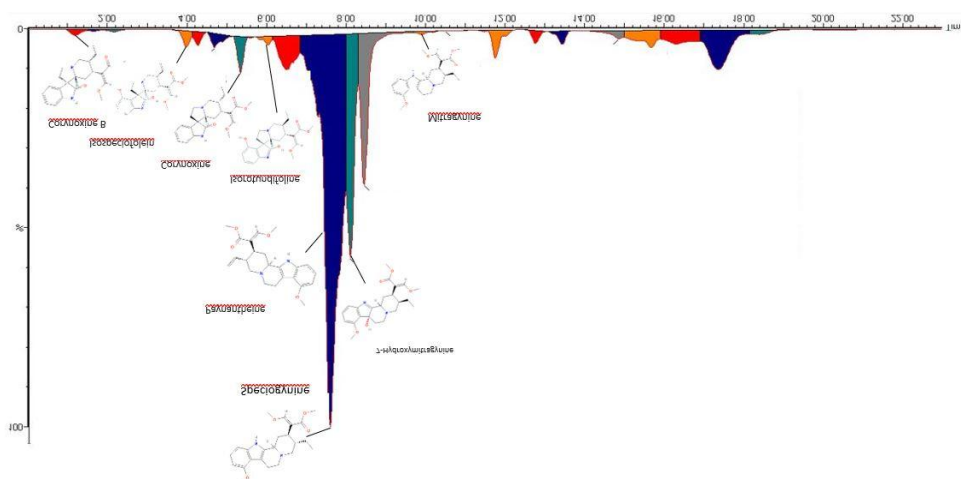 2.00 4.00 6.00 8.00 10.00 12.00 14.00 16.00 18.00 20.00 22.00
0
Corynoxine B
Isospeciofolein
Corynoxine
Isorotundifoline
Mitragynine
%
Paynantheine
7-Hydroxymitragynine
Speciogynine
100